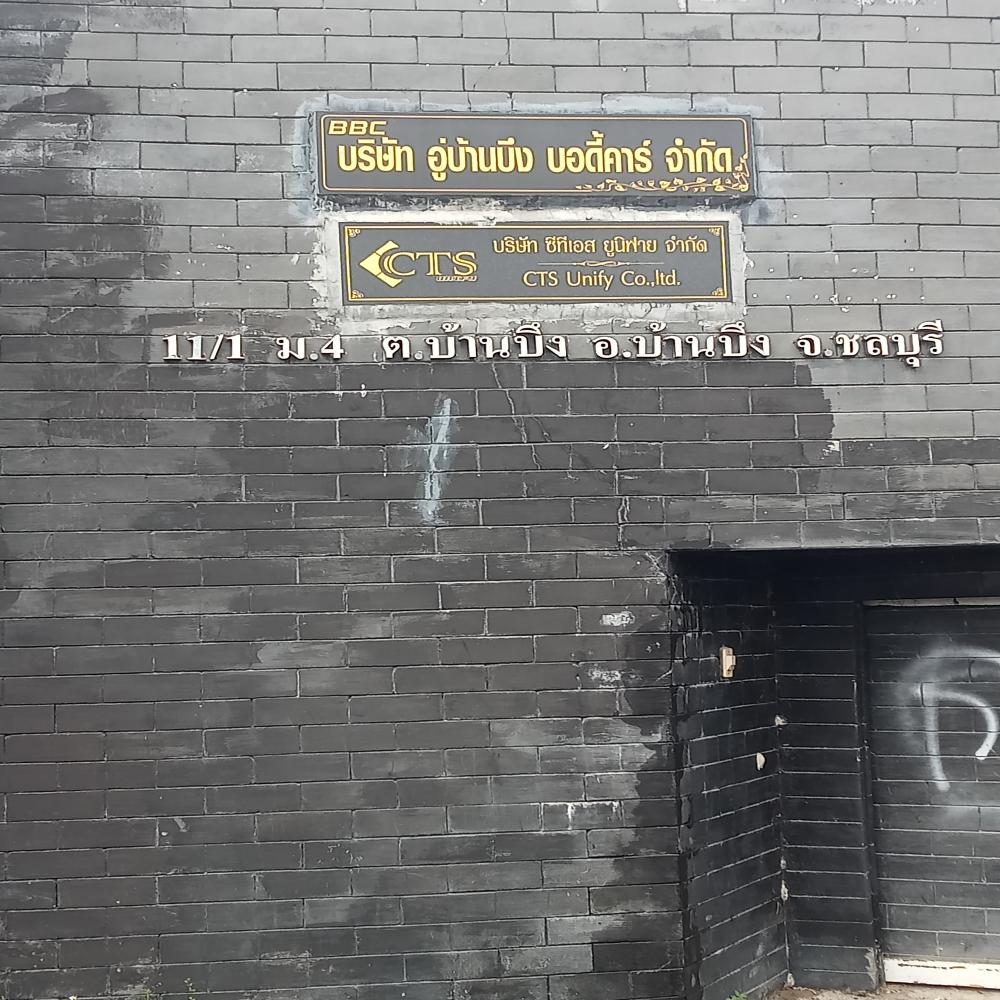 BBC
บริษัท อู่บ้านบึง บอดี้คาร์ จำกัด
CTS
บริษัท ซีทีเอส ยูนิฟาย จำกัด
CTS Unify Co.,ltd.
11/1 ม.4 ต.บ้านบึง อ.บ้านบึง จ.ชลบุรี